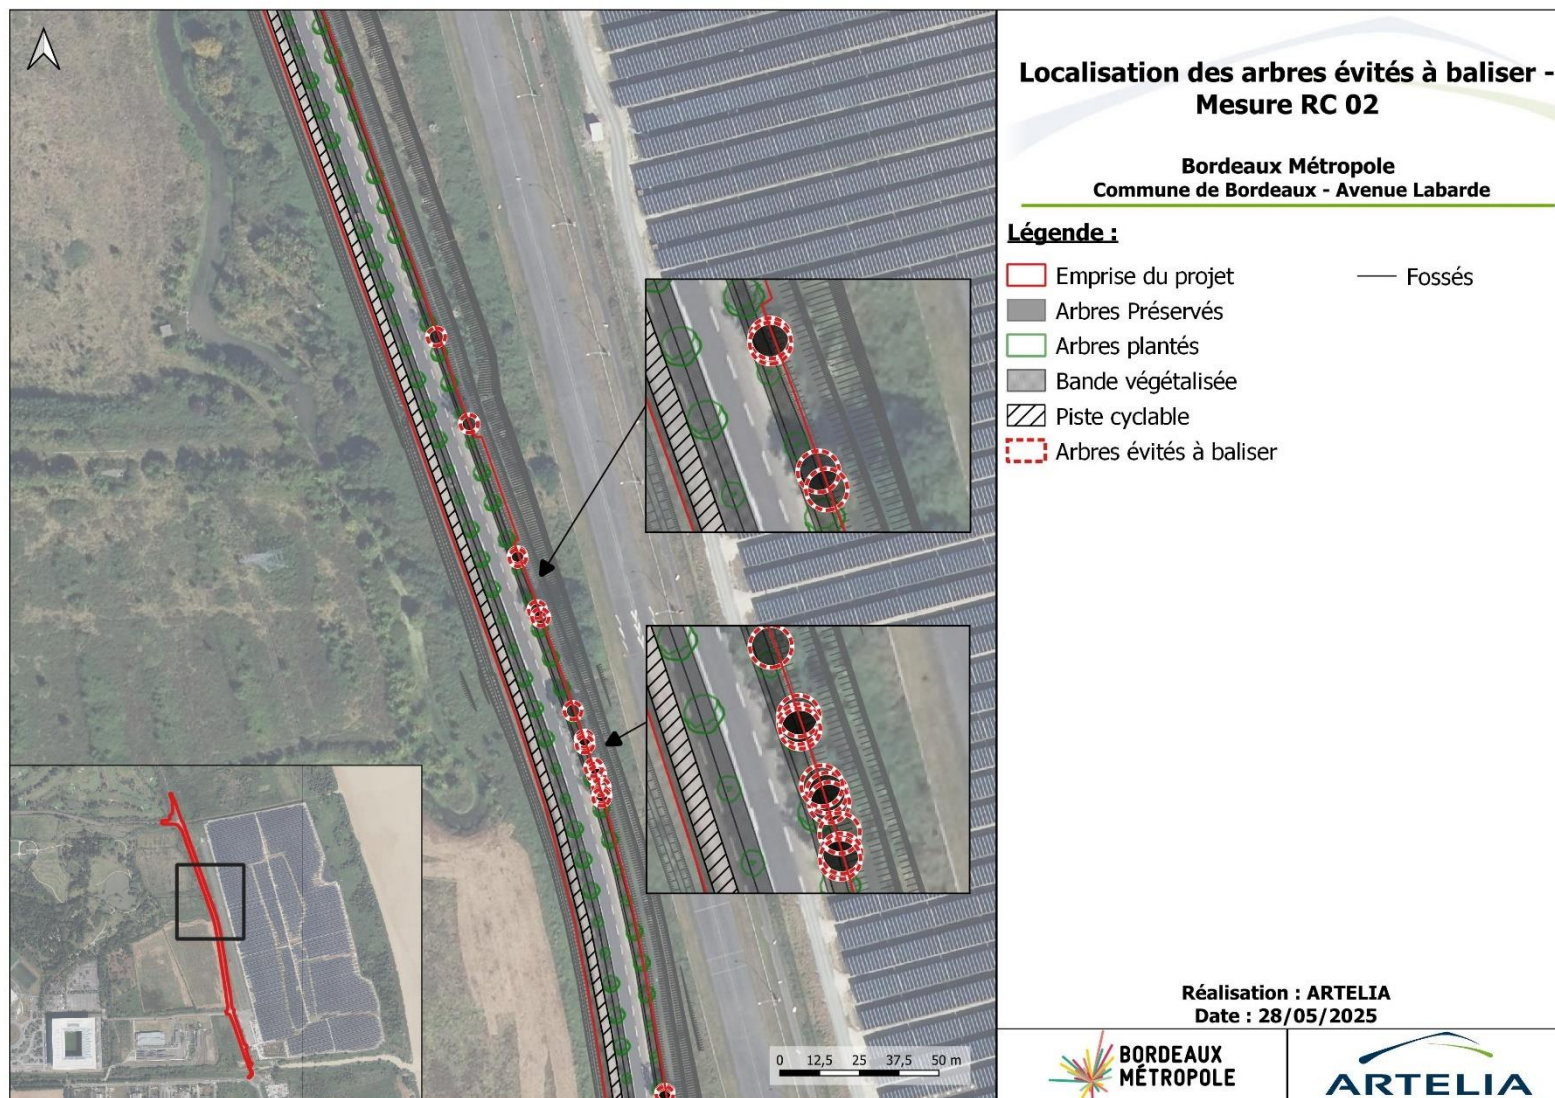 Localisation des arbres évités à baliser -
Mesure RC 02
Bordeaux Métropole
Commune de Bordeaux - Avenue Labarde
Légende :
Emprise du projet
Fossés
Arbres Préservés
Arbres plantés
Bande végétalisée
Piste cyclable
Arbres évités à baliser
0 12,5 25 37,5 50 m
Réalisation : ARTELIA
Date : 28/05/2025
BORDEAUX
MÉTROPOLE
ARTELIA